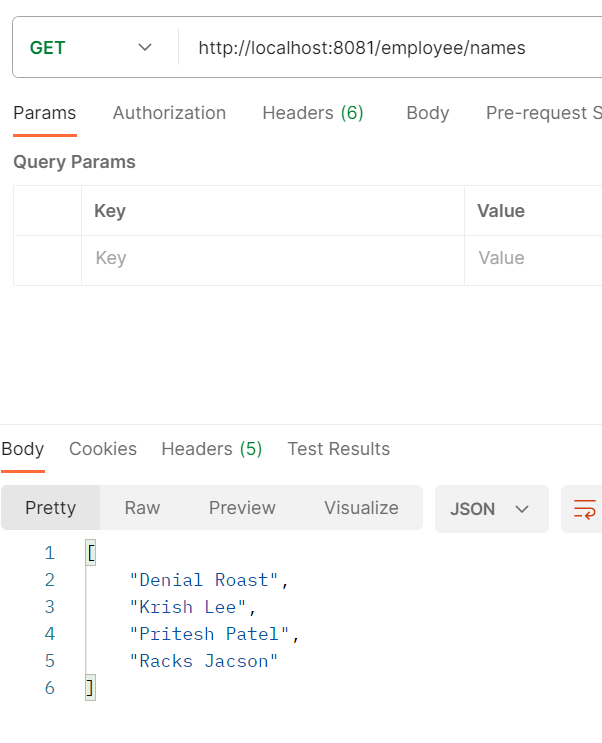 GET http://localhost:8081/employee/names
Params Authorization Headers (6) Body Pre-request S
Query Params
Key Value
Key Value
Body Cookies Headers (5) Test Results
Pretty Raw Preview Visualize JSON
1 [
2 "Denial Roast",
3 "Krish Lee",
4 "Pritesh Patel",
5 "Racks Jacson"
6 ]